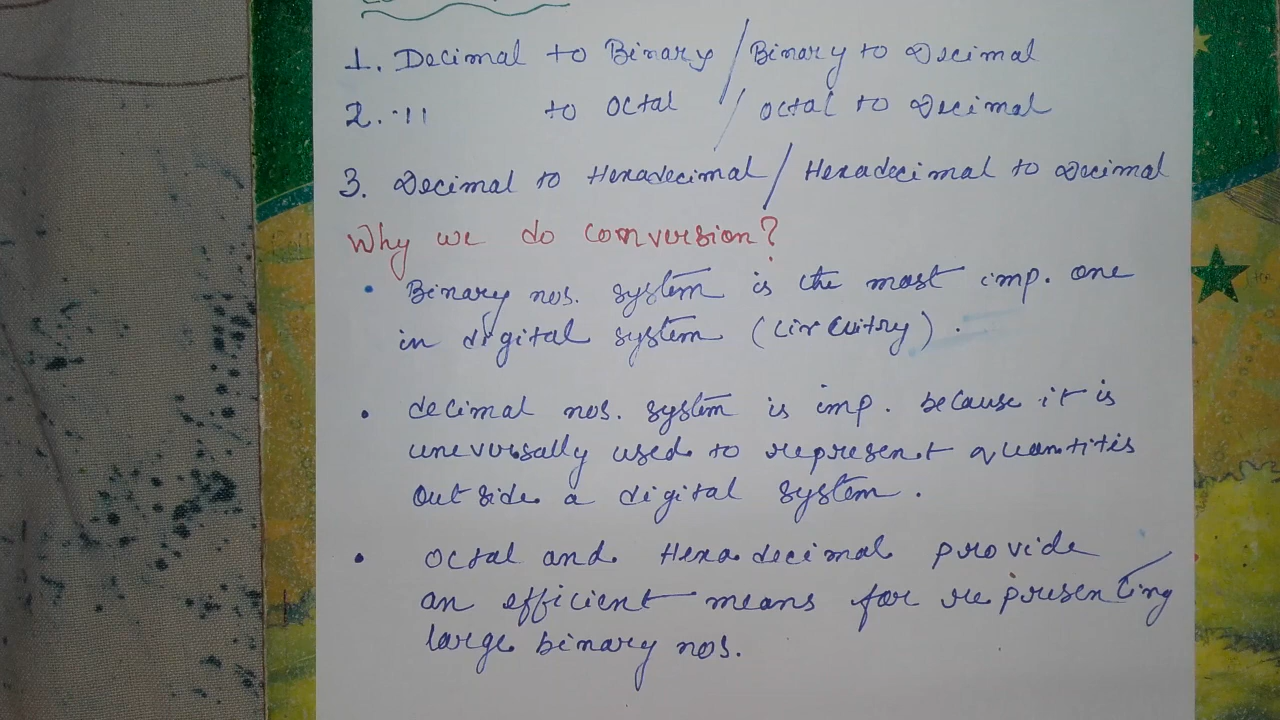 1. Decimal to Binary / Binary to Decimal
2. -11 to Octal / Octal to Decimal
3. Decimal to Hexadecimal / Hexadecimal to Decimal
Why we do conversion?
• Binary nos. system is the most imp. one
in digital system (circuitry).
• decimal nos. system is imp. because it is
uneversally used to represent quantities
outside a digital system.
• Octal and Hexadecimal provide
an efficient means for representing
large binary nos.